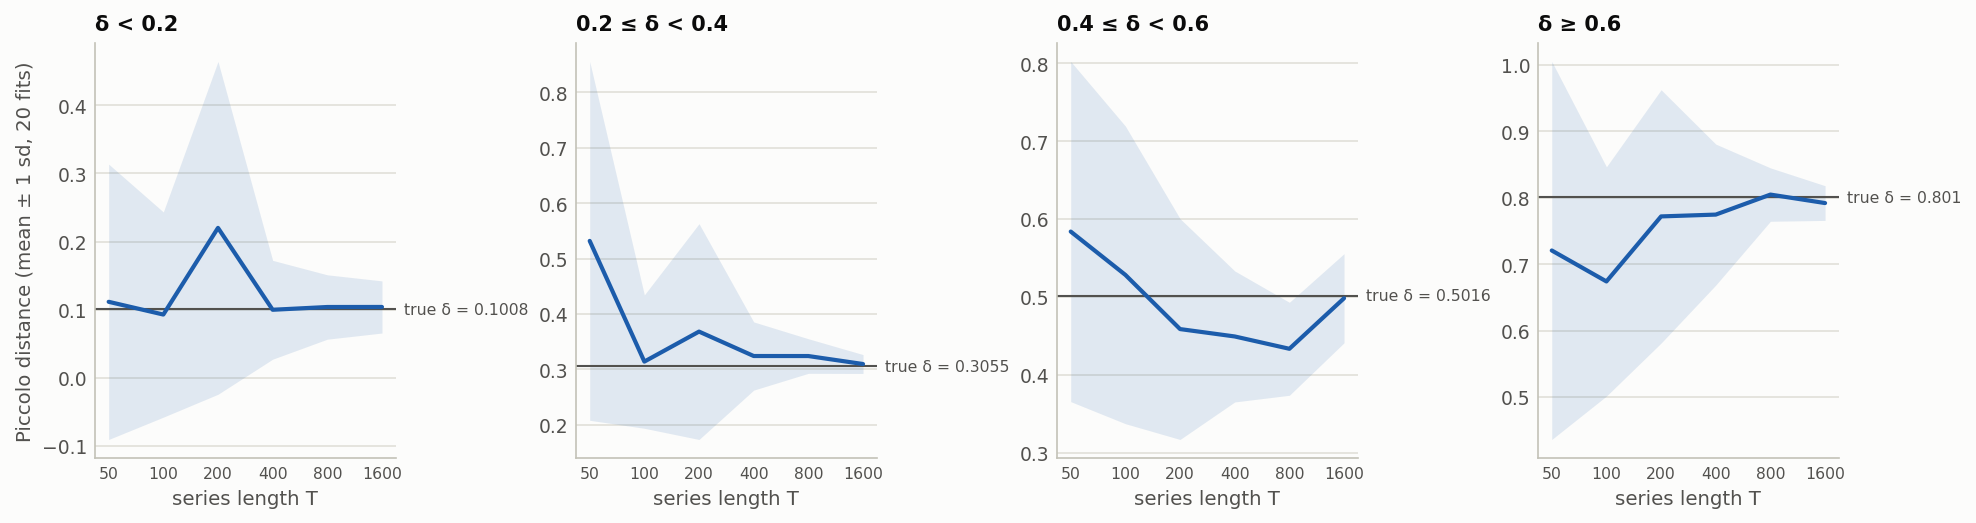 δ < 0.2
0.2 ≤ δ < 0.4
0.4 ≤ δ < 0.6
δ ≥ 0.6
Piccolo distance (mean ± 1 sd, 20 fits)
0.4
0.3
0.2
0.1
0.0
−0.1
true δ = 0.1008
50 100 200 400 800 1600
series length T
0.8
0.7
0.6
0.5
0.4
0.3
0.2
true δ = 0.3055
50 100 200 400 800 1600
series length T
0.8
0.7
0.6
0.5
0.4
0.3
true δ = 0.5016
50 100 200 400 800 1600
series length T
1.0
0.9
0.8
0.7
0.6
0.5
true δ = 0.801
50 100 200 400 800 1600
series length T